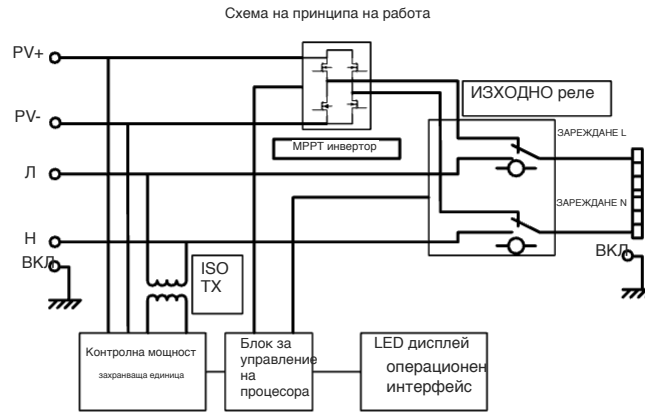 Схема на принципа на работа
PV+
PV-
Л
Н
ВКЛ
MPPT инвертор
ИЗХОДНО реле
ЗАРЕЖДАНЕ L
ЗАРЕЖДАНЕ N
ВКЛ
ISO
TX
Контролна мощност
захранваща единица
Блок за
управление
на
процесора
LED дисплей
операционен
интерфейс